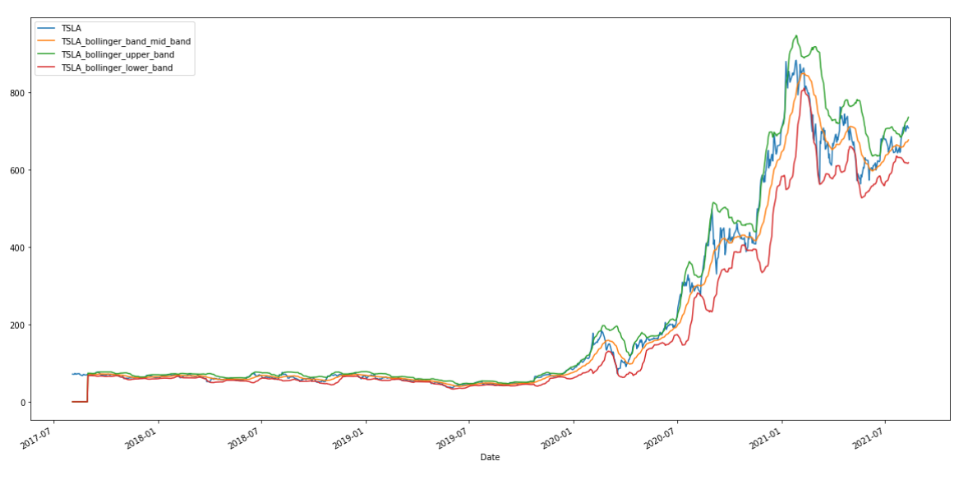 TSLA
TSLA_bollinger_band_mid_band
TSLA_bollinger_upper_band
TSLA_bollinger_lower_band
800
600
400
200
0
2017-07
2018-01
2018-07
2019-01
2019-07
2020-01
2020-07
2021-01
2021-07
Date